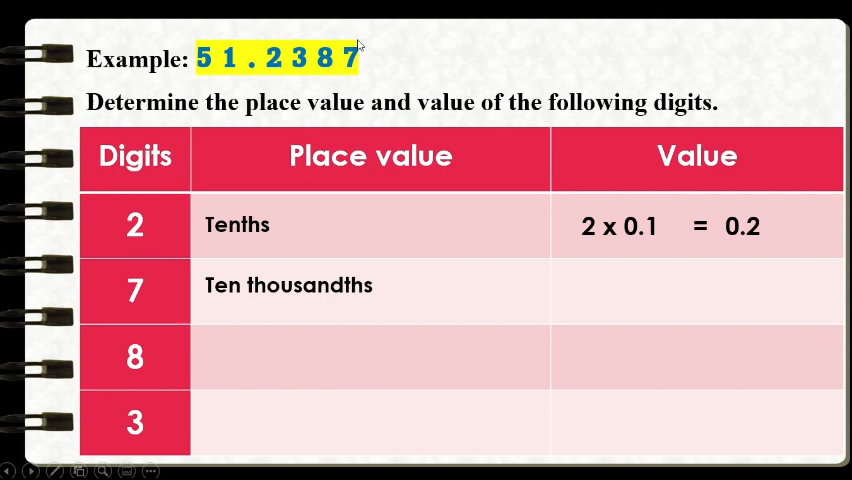 Example: 5 1 . 2 3 8 7
Determine the place value and value of the following digits.
Digits Place value Value
2 Tenths 2 x 0.1 = 0.2
7 Ten thousandths
8
3